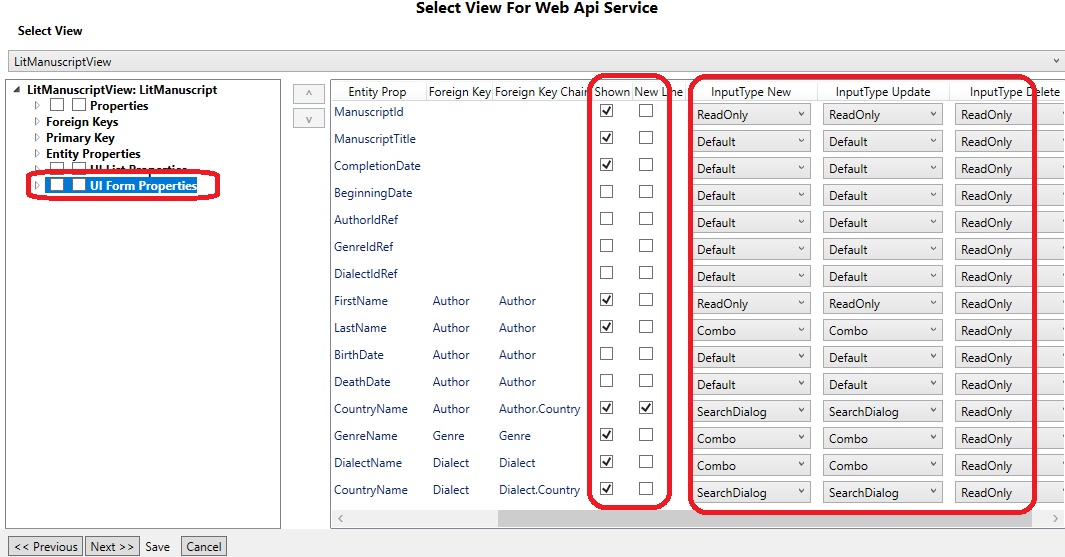 Select View For Web Api Service
Select View
LitManuscriptView
LitManuscriptView: LitManuscript
Properties
Foreign Keys
Primary Key
Entity Properties
UI List Properties
UI Form Properties
Entity Prop Foreign Key Foreign Key Chain Shown New Line InputType New InputType Update InputType Delete
ManuscriptId ReadOnly ReadOnly ReadOnly
ManuscriptTitle Default Default ReadOnly
CompletionDate Default Default ReadOnly
BeginningDate Default Default ReadOnly
AuthorIdRef Default Default ReadOnly
GenreIdRef Default Default ReadOnly
DialectIdRef Default Default ReadOnly
FirstName Author Author ReadOnly ReadOnly ReadOnly
LastName Author Author Combo Combo ReadOnly
BirthDate Author Author Default Default ReadOnly
DeathDate Author Author Default Default ReadOnly
CountryName Author Author.Country SearchDialog SearchDialog ReadOnly
GenreName Genre Genre Combo Combo ReadOnly
DialectName Dialect Dialect Combo Combo ReadOnly
CountryName Dialect Dialect.Country SearchDialog SearchDialog ReadOnly
<< Previous Next >> Save Cancel